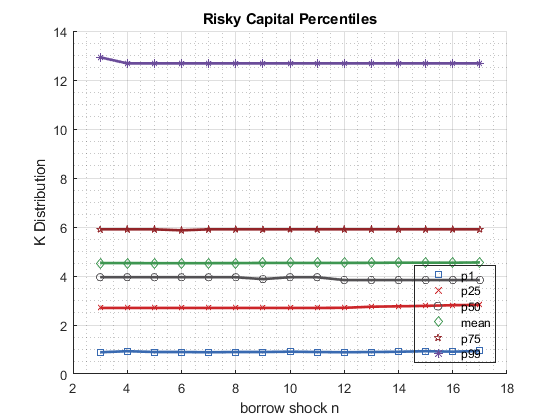 Risky Capital Percentiles
K Distribution
14
12
10
8
6
4
2
0
p1
p25
p50
mean
p75
p99
2 4 6 8 10 12 14 16 18
borrow shock n